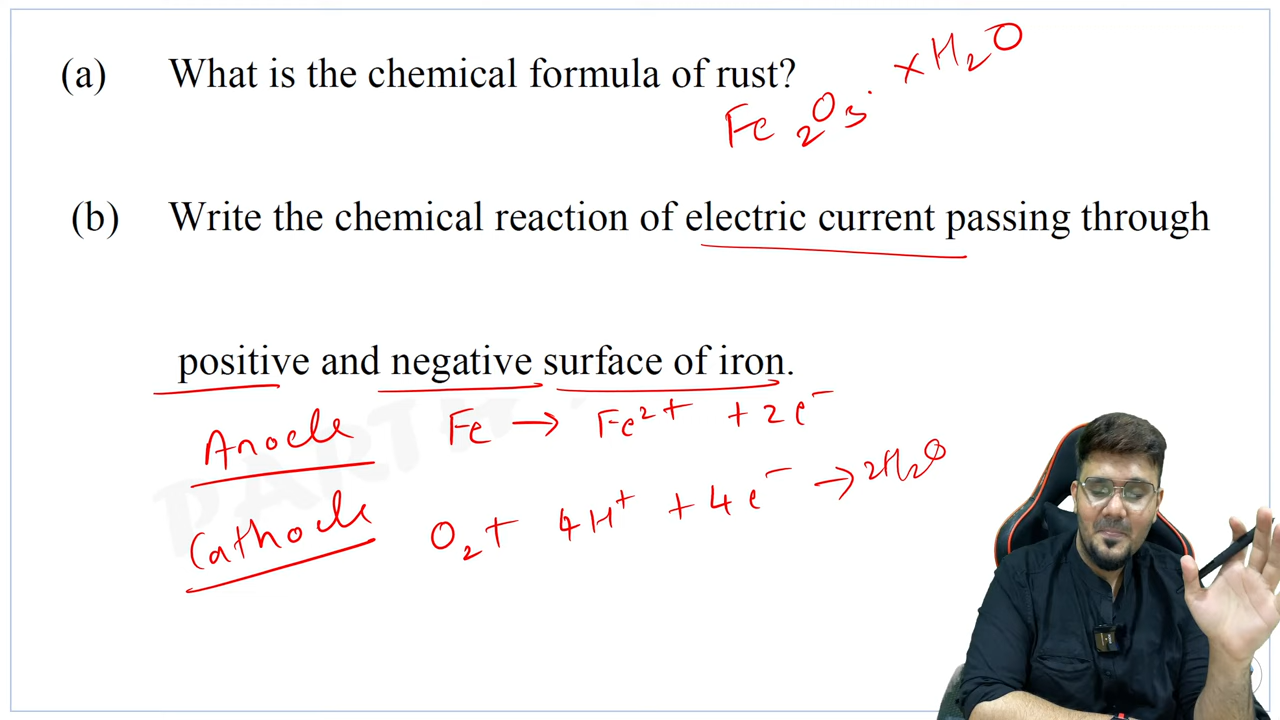 (a) What is the chemical formula of rust?
Fe₂O₃·xH₂O
(b) Write the chemical reaction of electric current passing through
positive and negative surface of iron.
Anode Fe → Fe²⁺ + 2e⁻
Cathode O₂ + 4H⁺ + 4e⁻ → 2H₂O